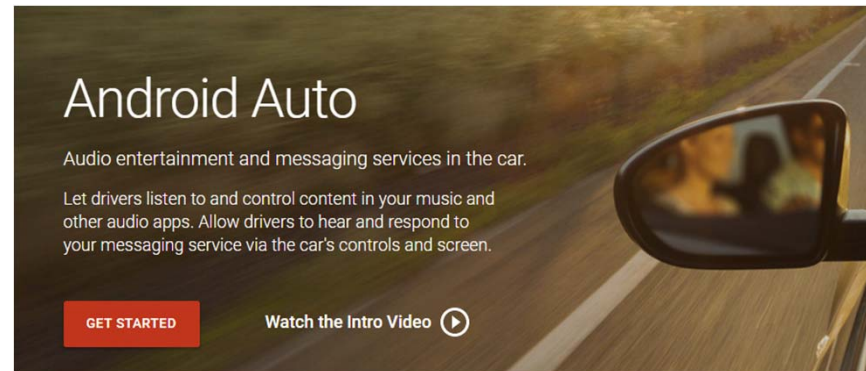 Android Auto
Audio entertainment and messaging services in the car.
Let drivers listen to and control content in your music and
other audio apps. Allow drivers to hear and respond to
your messaging service via the car's controls and screen.
GET STARTED
Watch the Intro Video